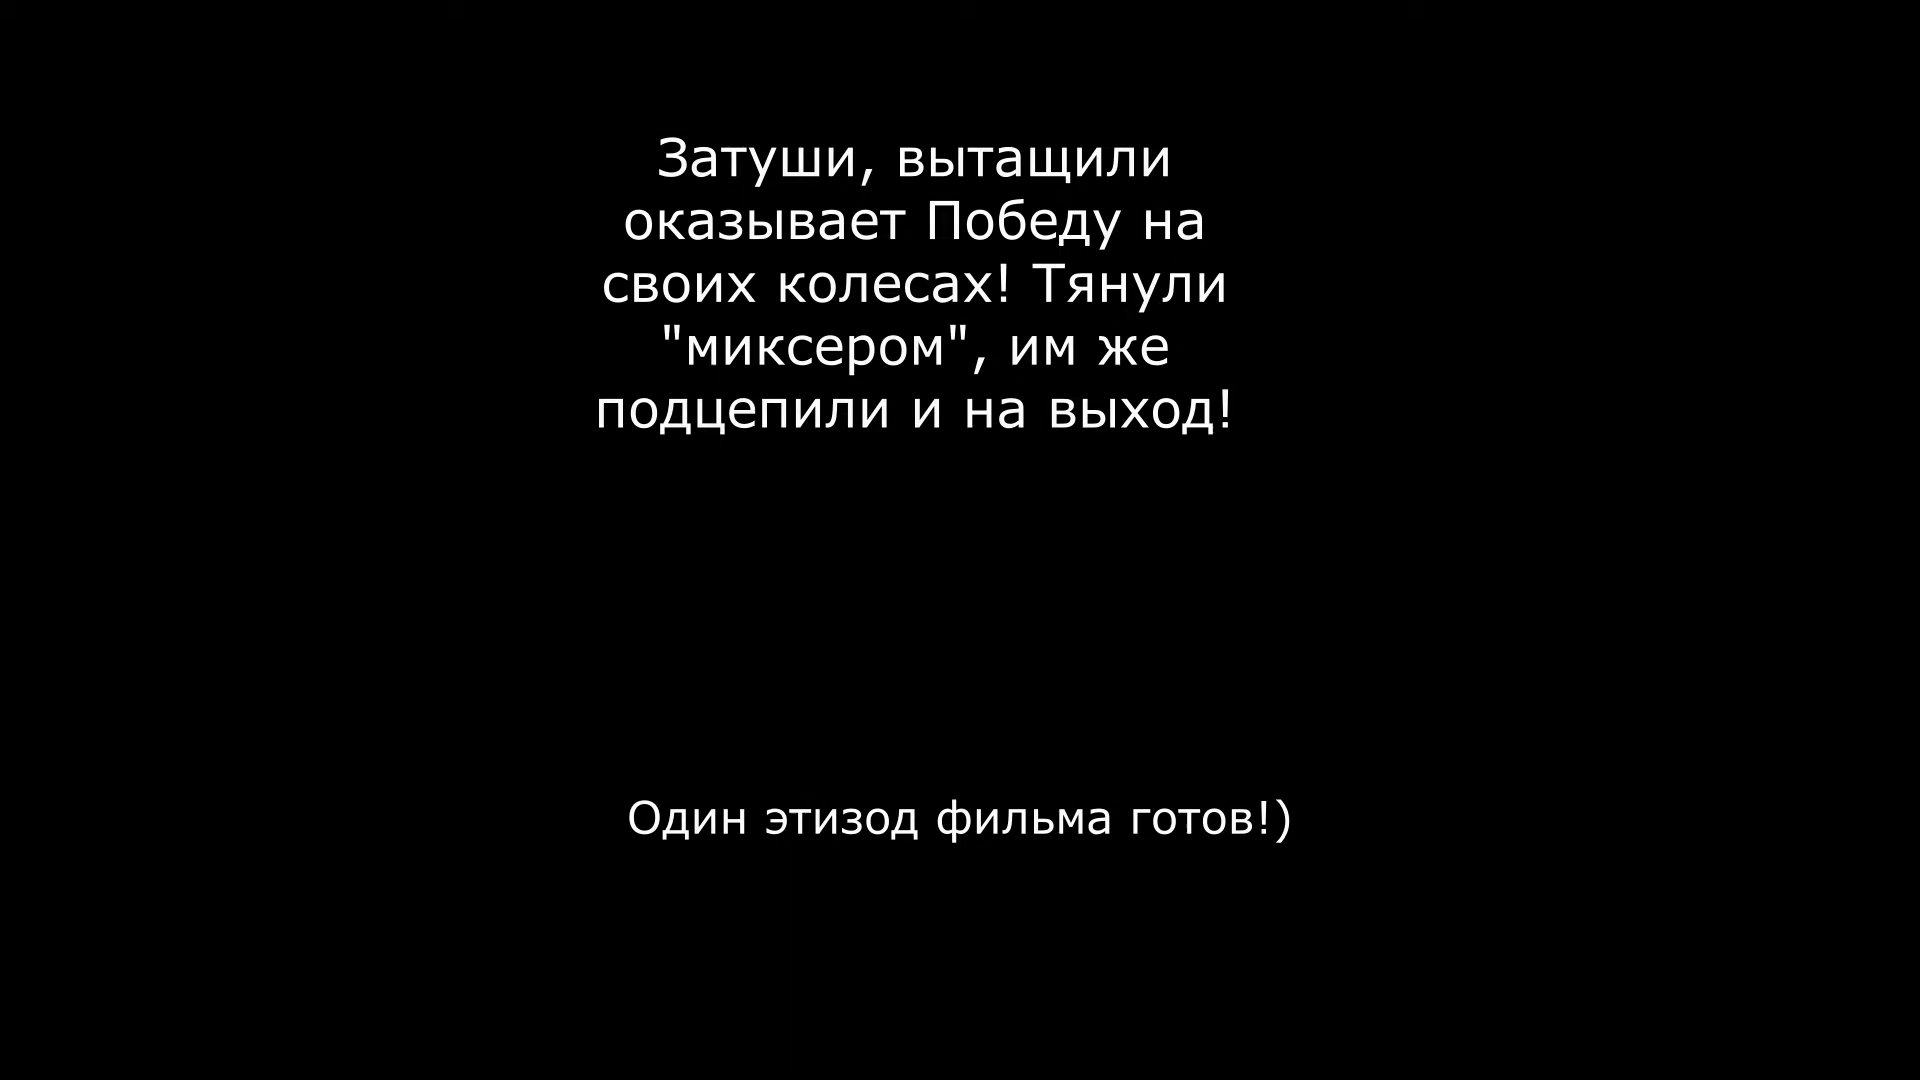 Затуши, вытащили
оказывает Победу на
своих колесах! Тянули
"миксером", им же
подцепили и на выход!
Один этизод фильма готов!)